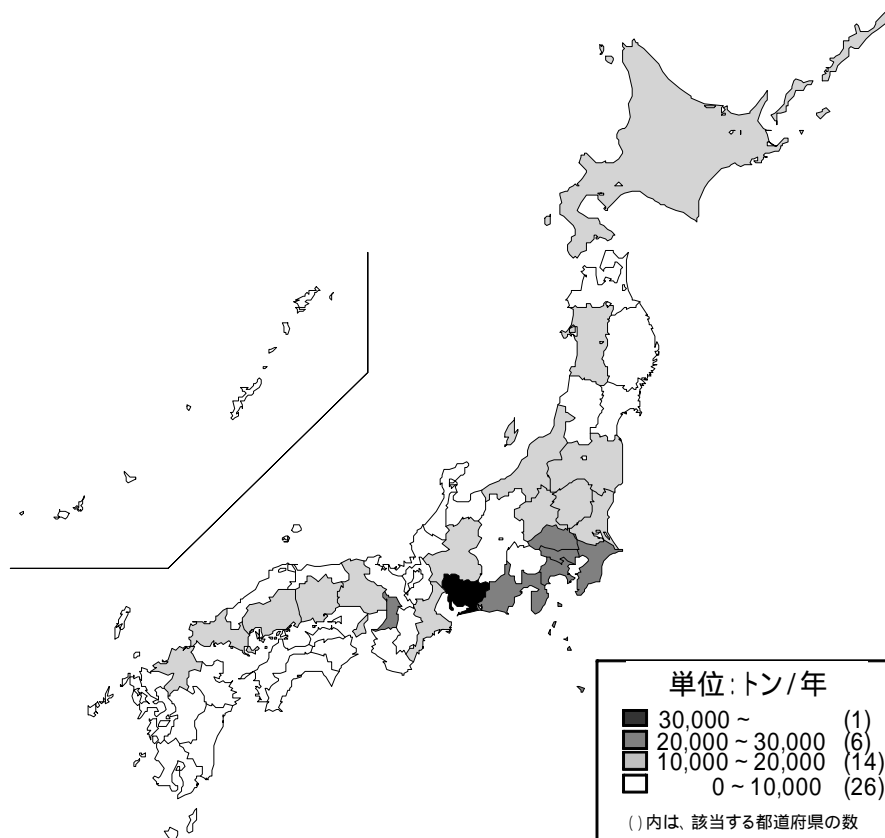 単位:トン/年
30,000 ~ (1)
20,000 ~ 30,000 (6)
10,000 ~ 20,000 (14)
0 ~ 10,000 (26)
( )内は、該当する都道府県の数